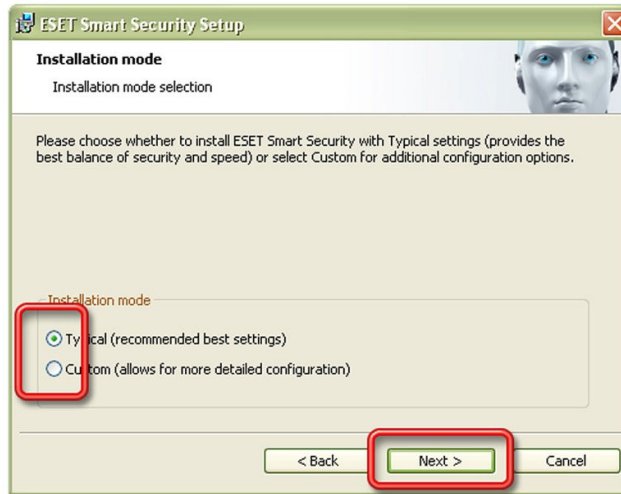 ESET Smart Security Setup
Installation mode
Installation mode selection
Please choose whether to install ESET Smart Security with Typical settings (provides the
best balance of security and speed) or select Custom for additional configuration options.
Installation mode
Typical (recommended best settings)
Custom (allows for more detailed configuration)
< Back Next > Cancel